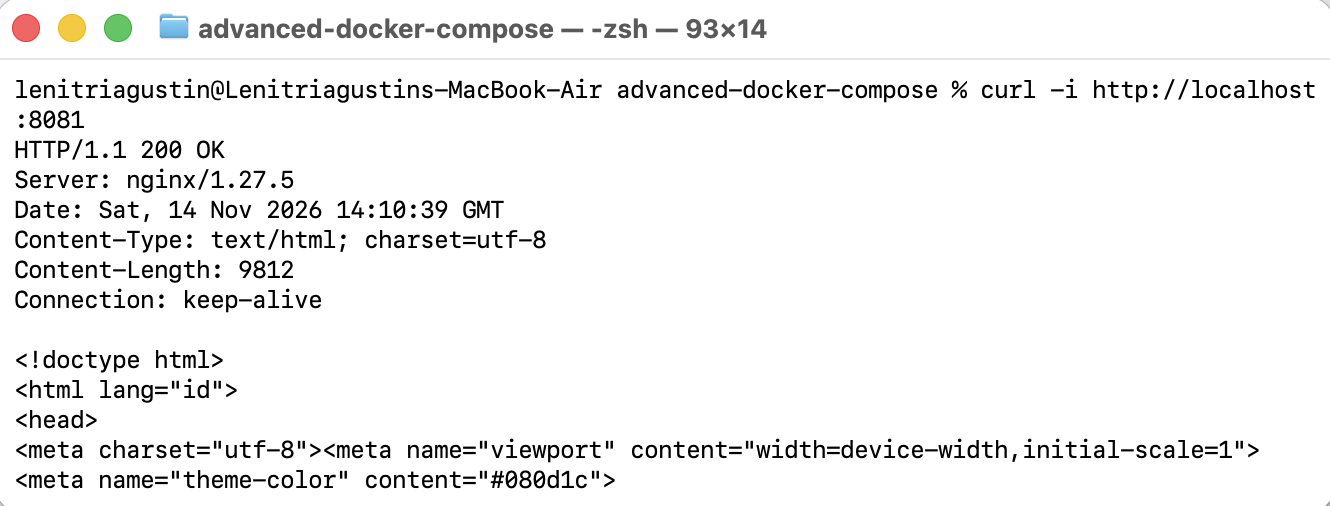 advanced-docker-compose — -zsh — 93×14
lenitriagustin@Lenitriagustins-MacBook-Air advanced-docker-compose % curl -i http://localhost
:8081
HTTP/1.1 200 OK
Server: nginx/1.27.5
Date: Sat, 14 Nov 2026 14:10:39 GMT
Content-Type: text/html; charset=utf-8
Content-Length: 9812
Connection: keep-alive

<!doctype html>
<html lang="id">
<head>
<meta charset="utf-8"><meta name="viewport" content="width=device-width,initial-scale=1">
<meta name="theme-color" content="#080d1c">